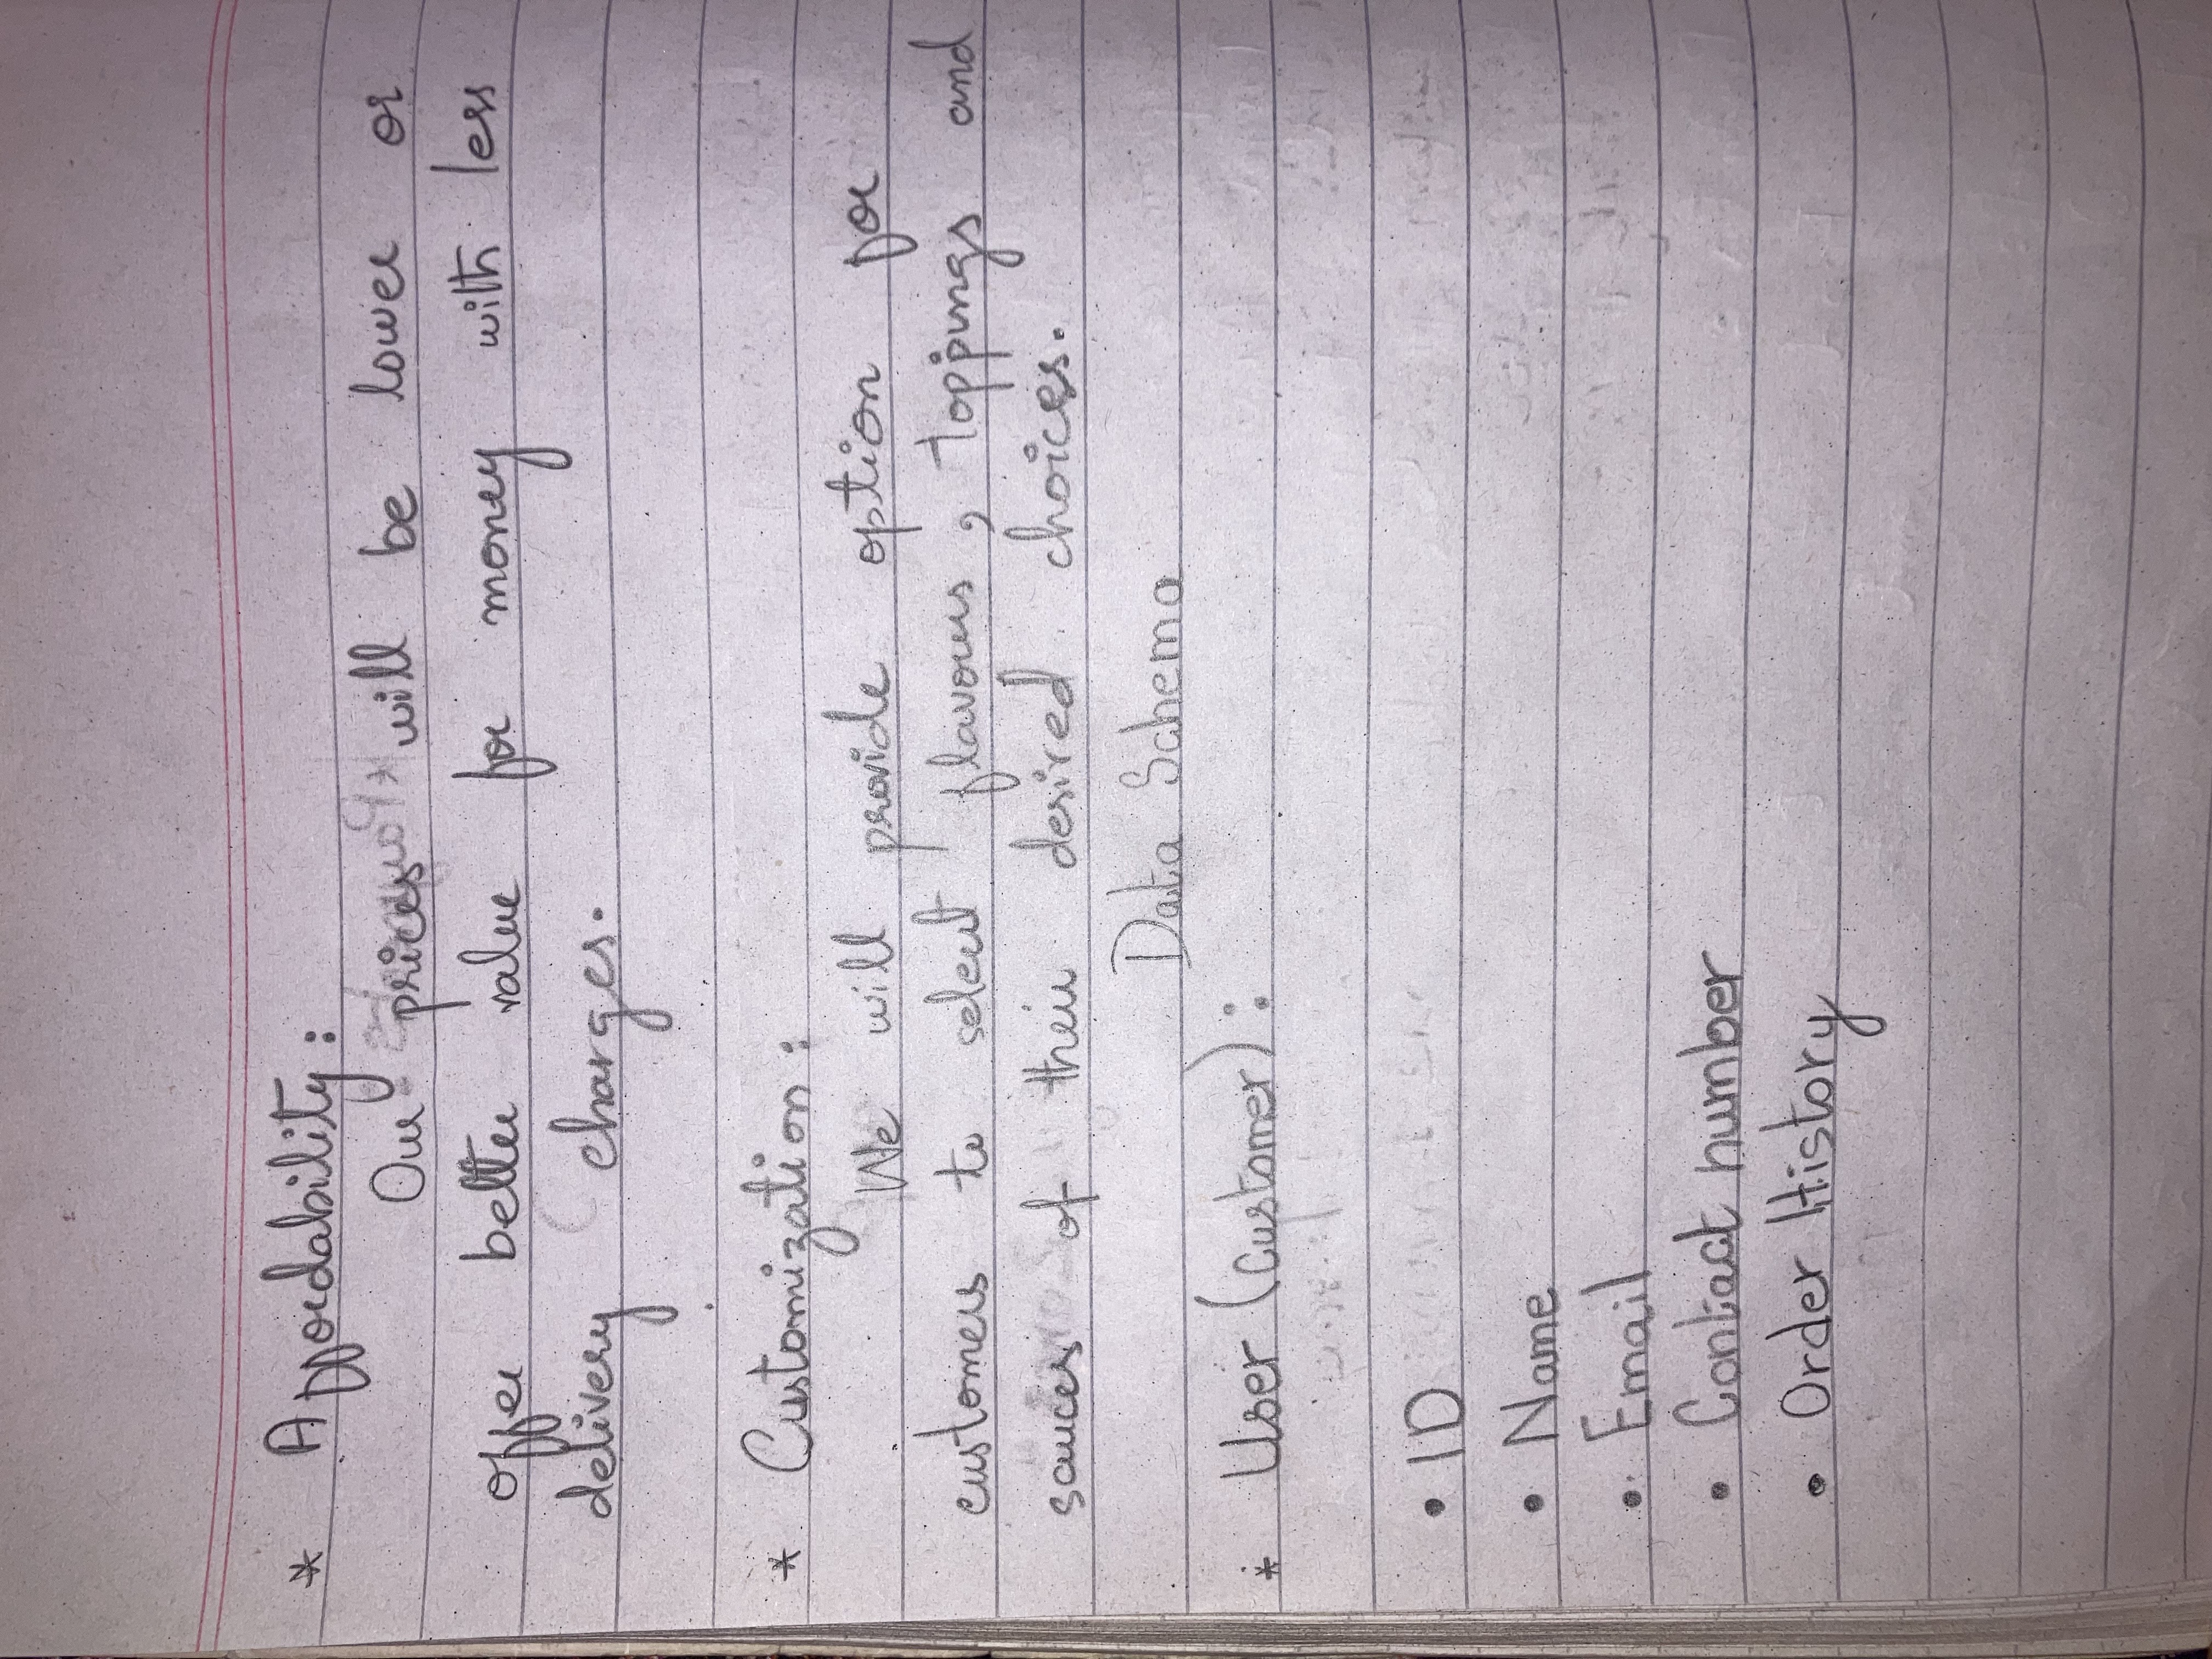 * Affordability:
Our prices will be lower or
offer better value for money with less
delivery charges.
* Customization:
We will provide option for
customers to select flavours, toppings and
sauces of their desired choices.
Data Schema
* User (Customer):
• ID
• Name
• Email
• Contact number
• Order History